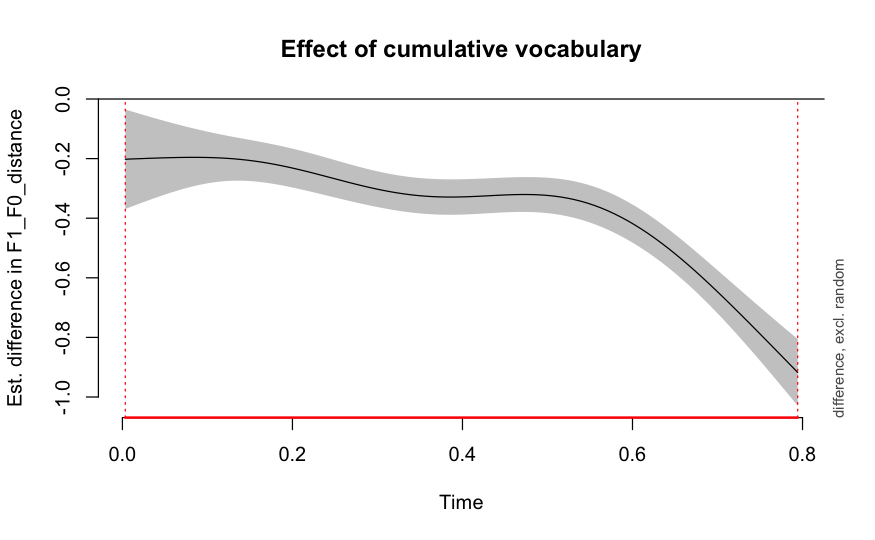 Effect of cumulative vocabulary
Est. difference in F1_F0_distance
0.0
-0.2
-0.4
-0.6
-0.8
-1.0
0.0 0.2 0.4 0.6 0.8
Time
difference, excl. random